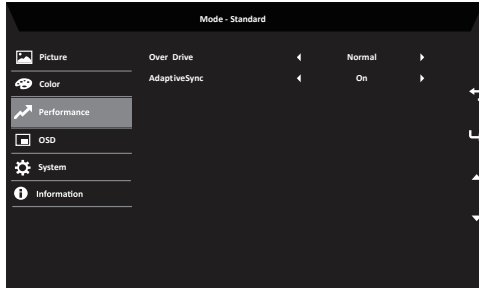 Mode - Standard
Picture
Over Drive Normal
Color
AdaptiveSync On
Performance
OSD
System
Information